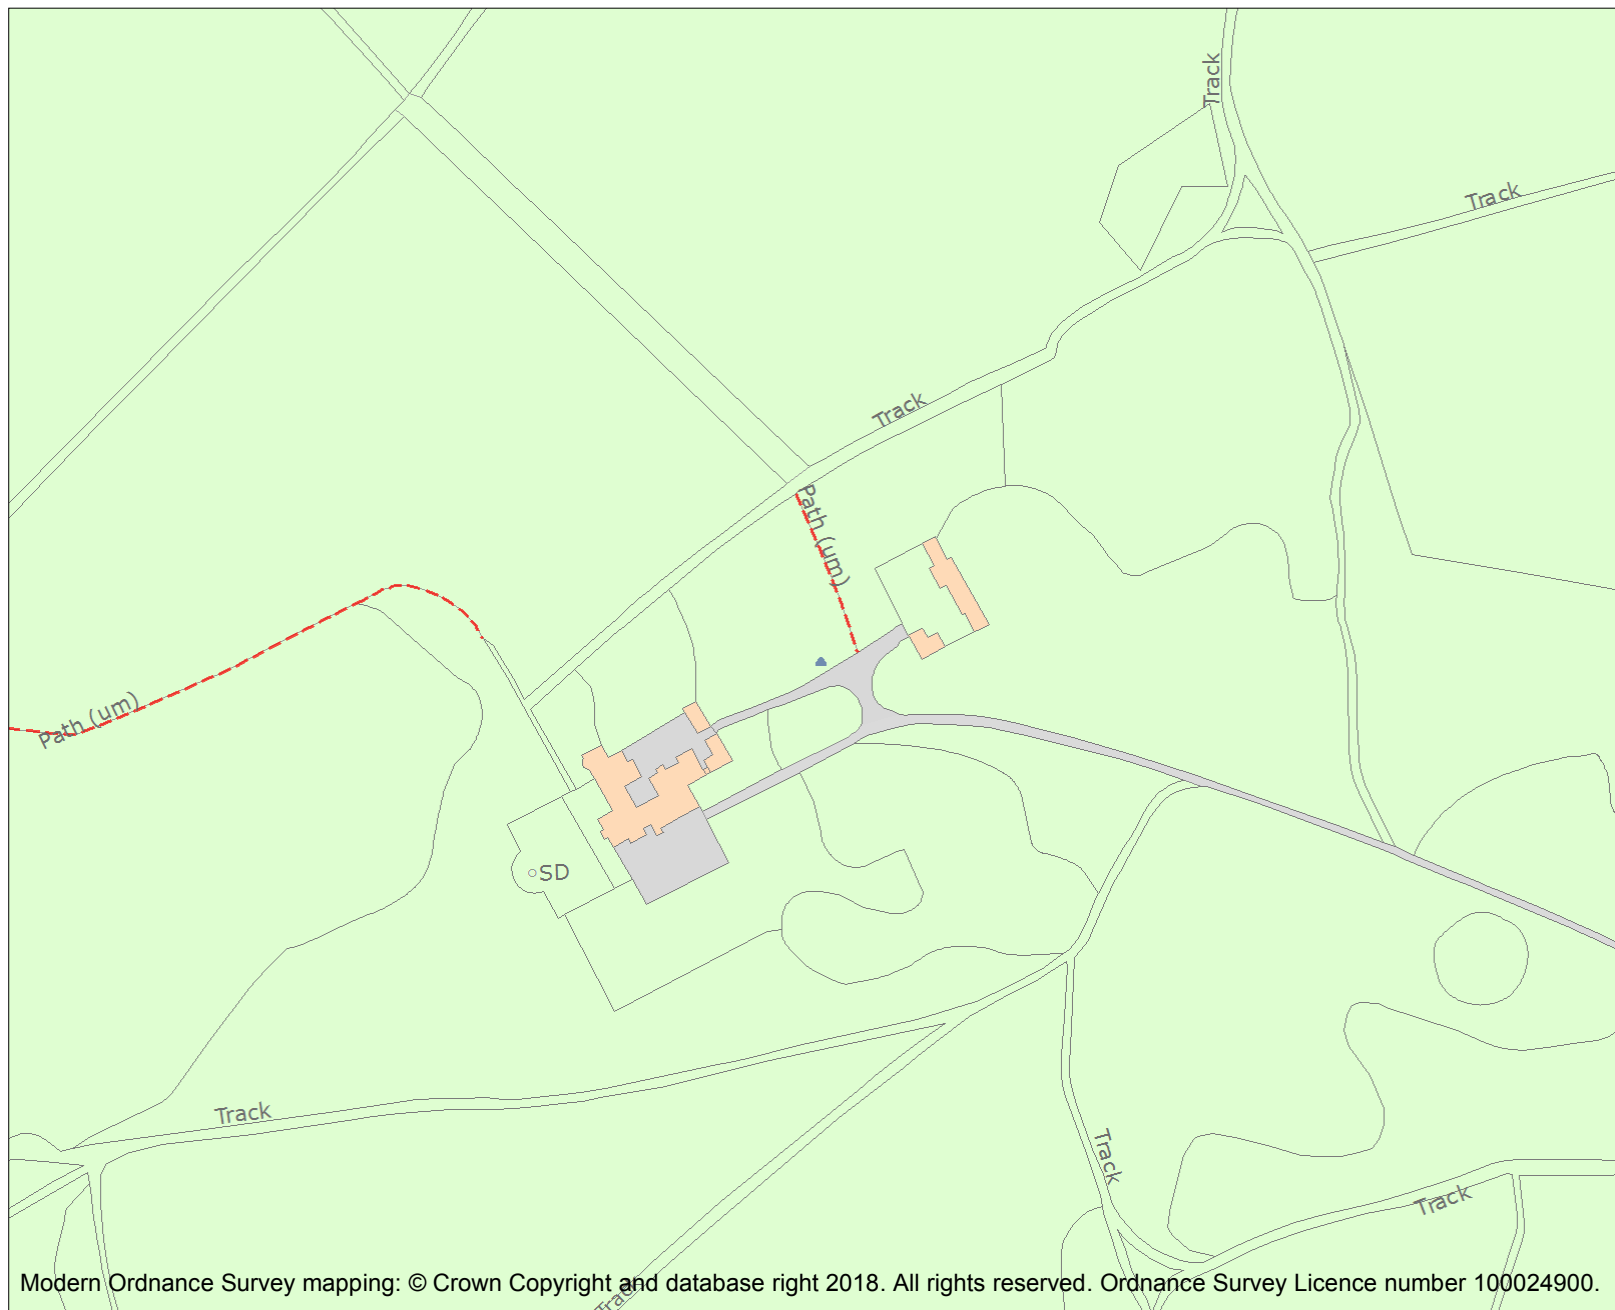 Track
Track
Track
Path (um)
Path (um)
SD
Track
Track
Track
Track
Modern Ordnance Survey mapping: © Crown Copyright and database right 2018. All rights reserved. Ordnance Survey Licence number 100024900.